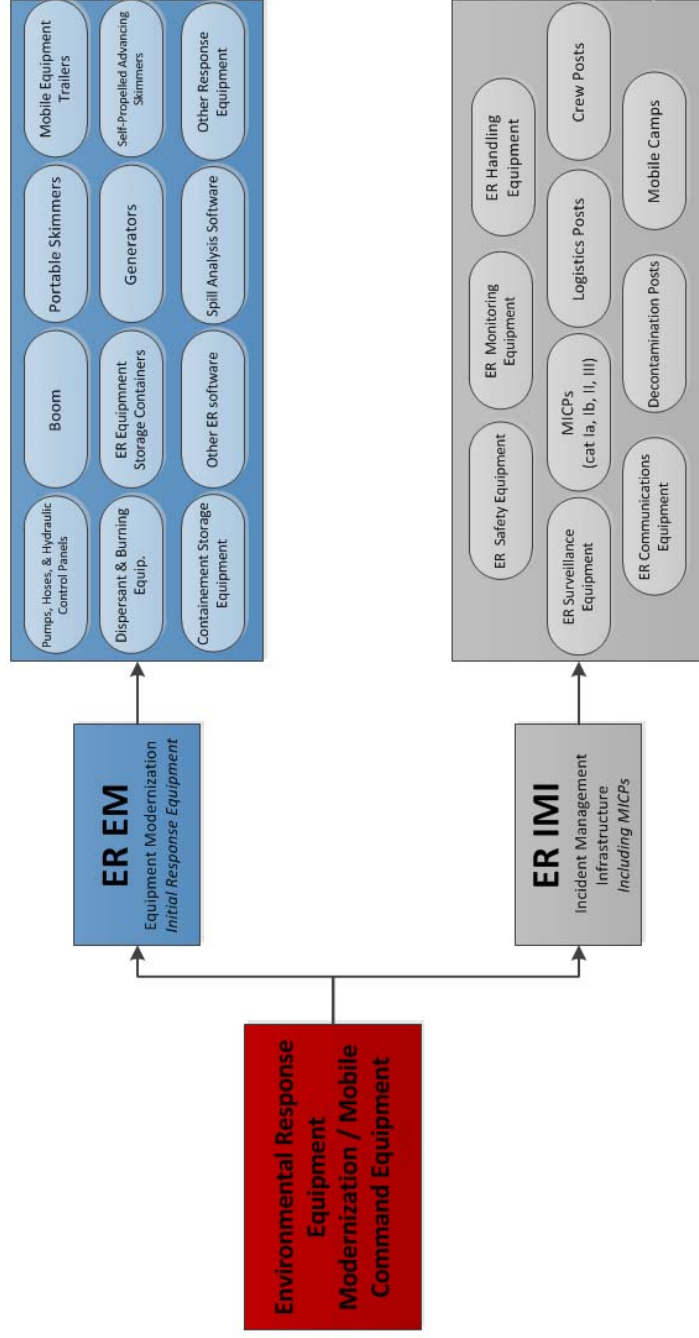 Environmental Response
Equipment
Modernization / Mobile
Command Equipment
ER EM
Equipment Modernization
Initial Response Equipment
Pumps, Hoses, & Hydraulic
Control Panels
Boom
Portable Skimmers
Mobile Equipment
Trailers
Dispersant & Burning
Equip.
ER Equipmnent
Storage Containers
Generators
Self-Propelled Advancing
Skimmers
Containement Storage
Equipment
Other ER software
Spill Analysis Software
Other Response
Equipment
ER IMI
Incident Management
Infrastructure
Including MICPs
ER Safety Equipment
ER Monitoring
Equipment
ER Handling
Equipment
ER Surveillance
Equipment
MICPs
(cat Ia, Ib, II, III)
Logistics Posts
Crew Posts
ER Communications
Equipment
Decontamination Posts
Mobile Camps